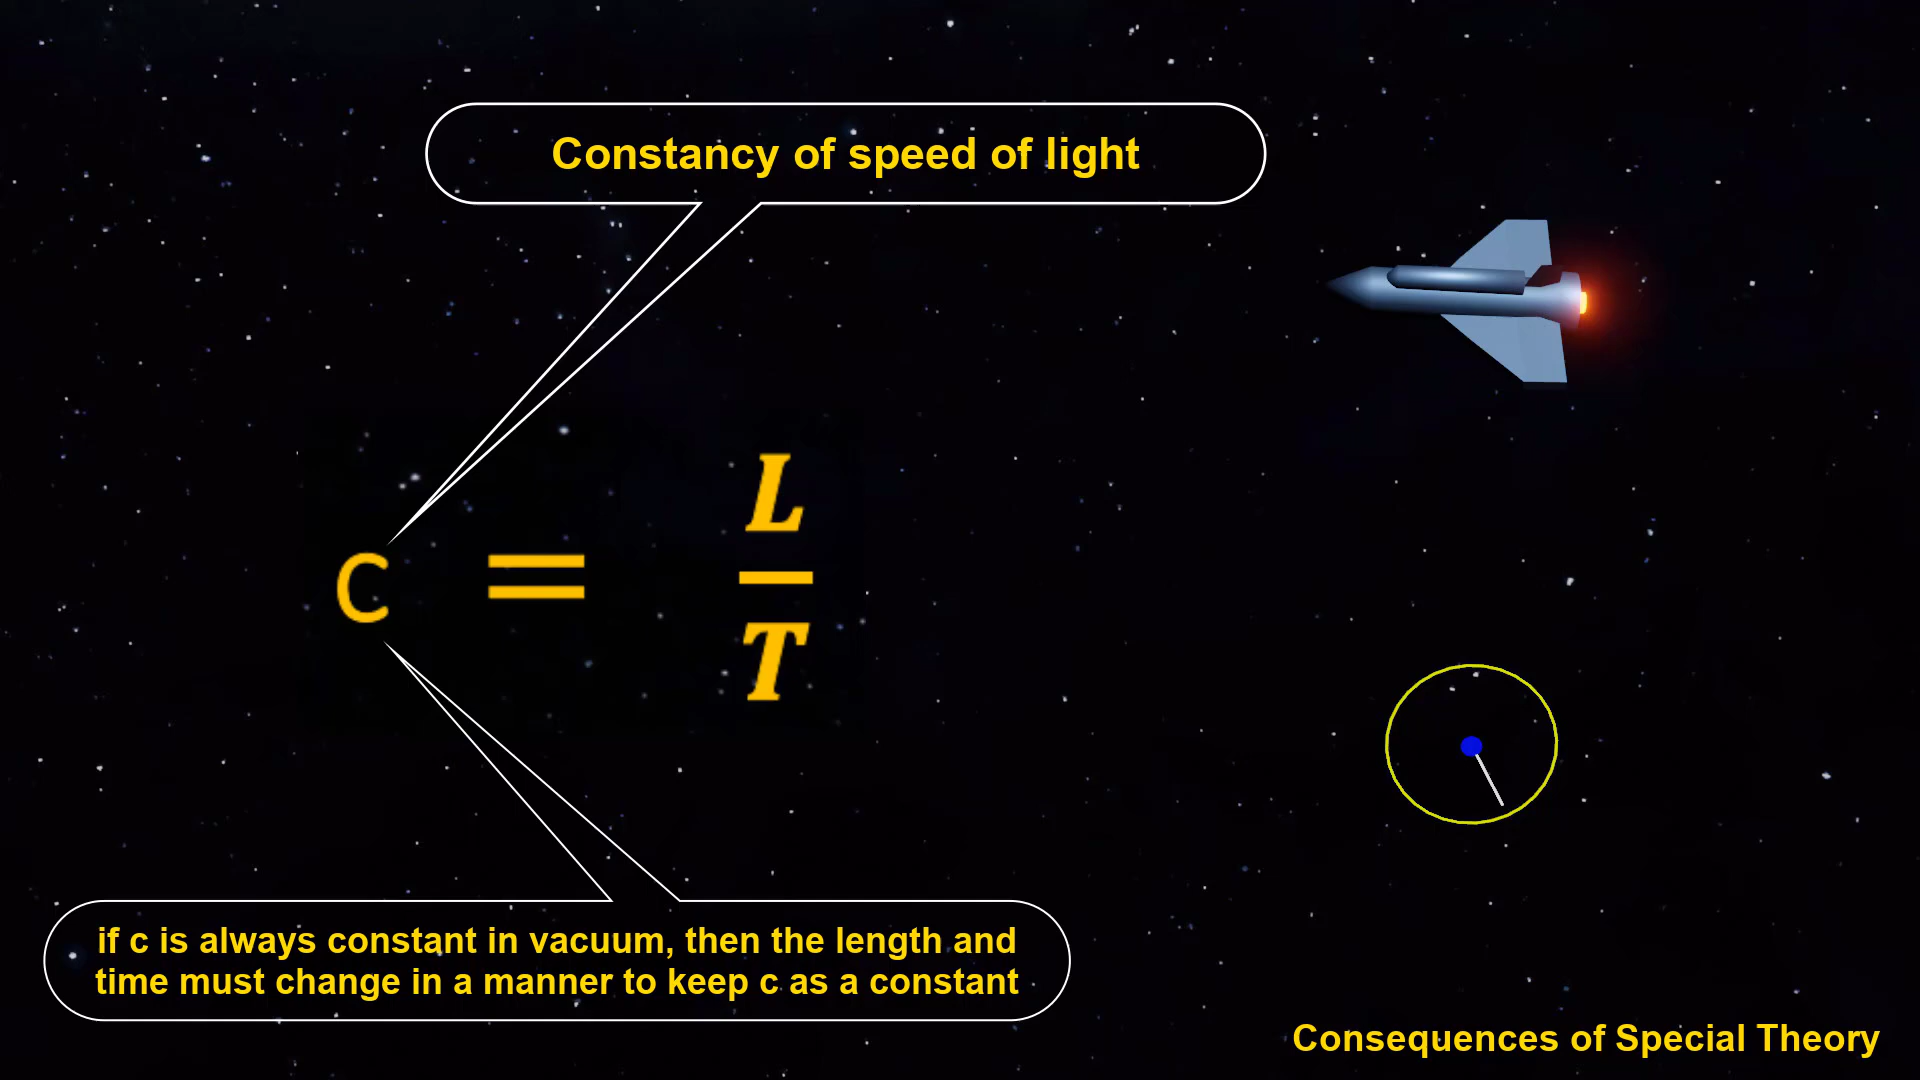 Constancy of speed of light
c = L
T
if c is always constant in vacuum, then the length and
time must change in a manner to keep c as a constant
Consequences of Special Theory